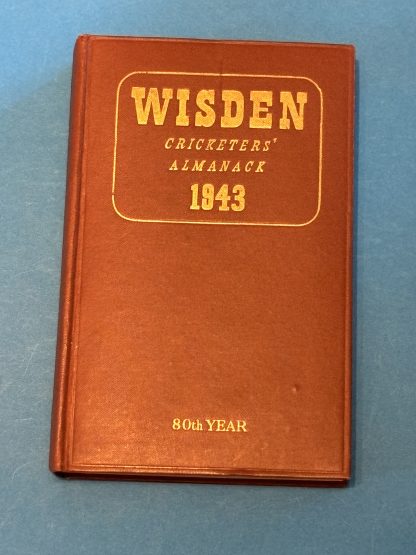 WISDEN
CRICKETERS'
ALMANACK
1943
80th YEAR